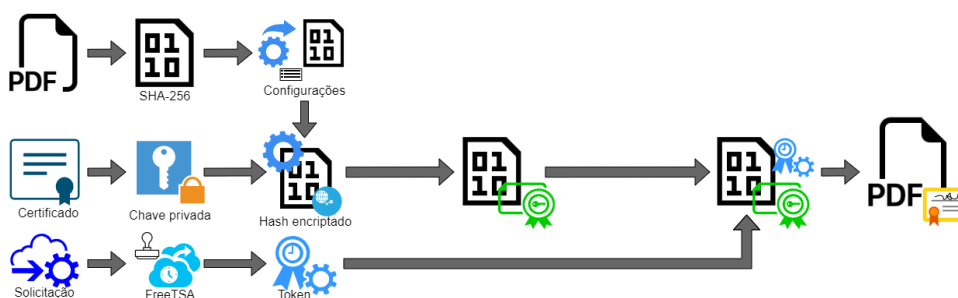 PDF
SHA-256
Configurações
Certificado
Chave privada
Hash encriptado
PDF
Solicitação
FreeTSA
Token